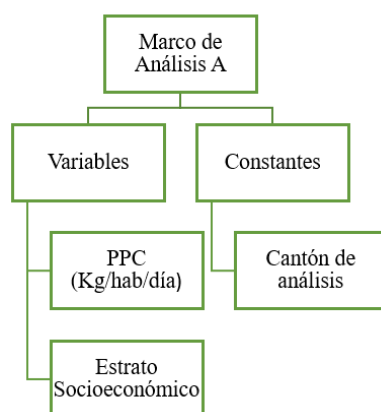 Marco de
Análisis A
Variables
Constantes
PPC
(Kg/hab/día)
Cantón de
análisis
Estrato
Socioeconómico